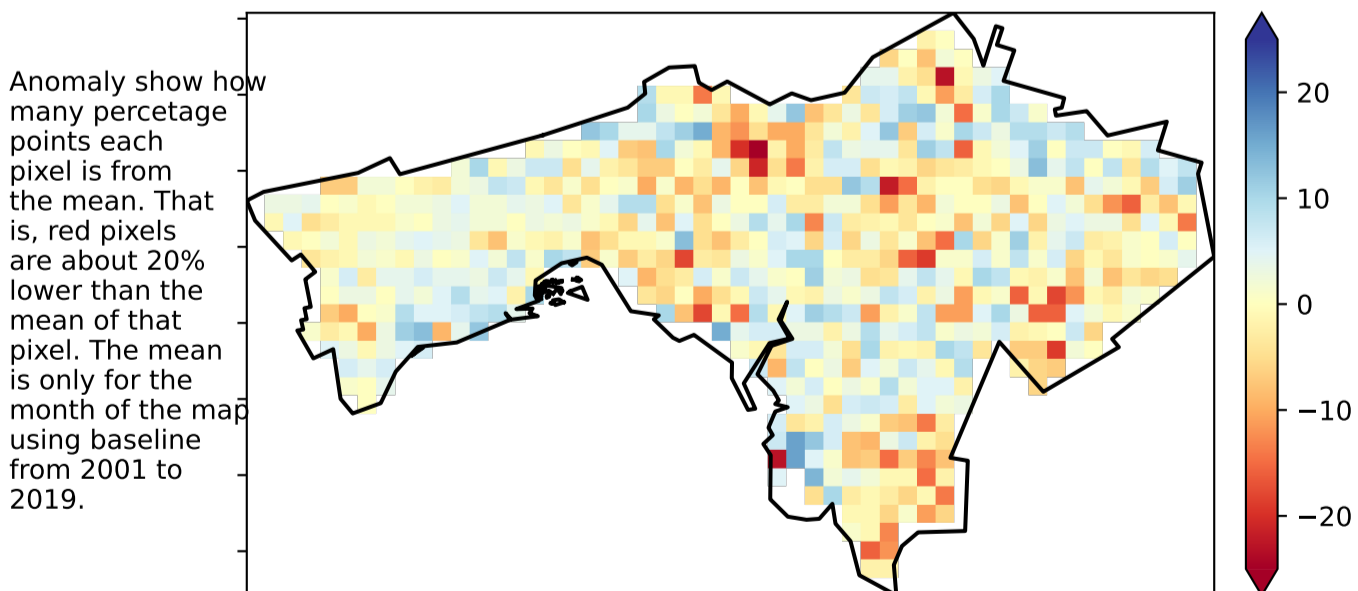 Anomaly show how
many percetage
points each
pixel is from
the mean. That
is, red pixels
are about 20%
lower than the
mean of that
pixel. The mean
is only for the
month of the map
using baseline
from 2001 to
2019.
20
10
0
−10
−20